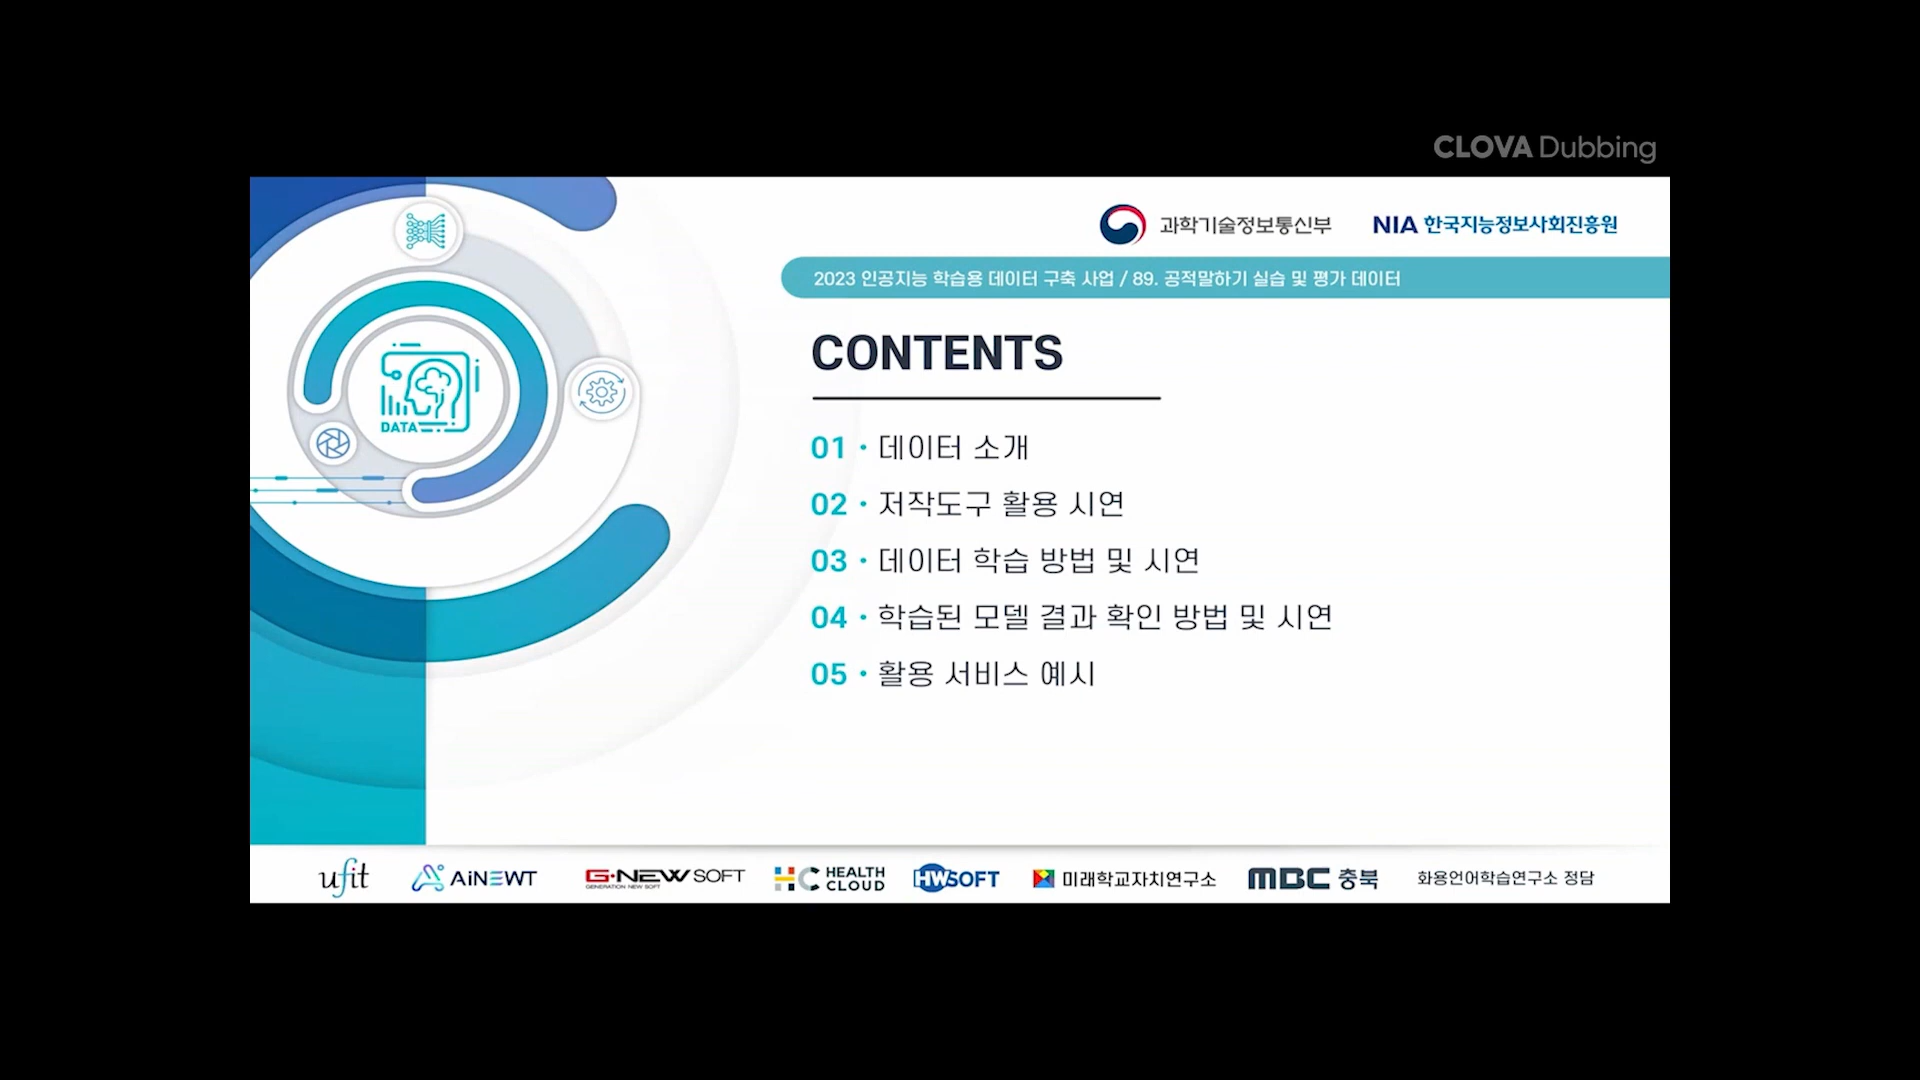 CLOVA Dubbing
과학기술정보통신부
NIA 한국지능정보사회진흥원
2023 인공지능 학습용 데이터 구축 사업 / 89. 공적말하기 실습 및 평가 데이터
CONTENTS
01 · 데이터 소개
02 · 저작도구 활용 시연
03 · 데이터 학습 방법 및 시연
04 · 학습된 모델 결과 확인 방법 및 시연
05 · 활용 서비스 예시
DATA
ufit
AiNEWT
G·NEW SOFT
GENERATION NEW SOFT
HC HEALTH CLOUD
HWSOFT
미래학교자치연구소
MBC 충북
화용언어학습연구소 정담